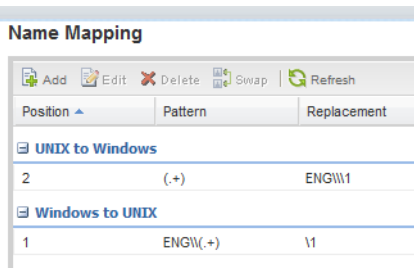 Name Mapping
Add Edit Delete Swap Refresh
Position Pattern Replacement
UNIX to Windows
2 (.+) ENG\\\1
Windows to UNIX
1 ENG\\(.+) \1